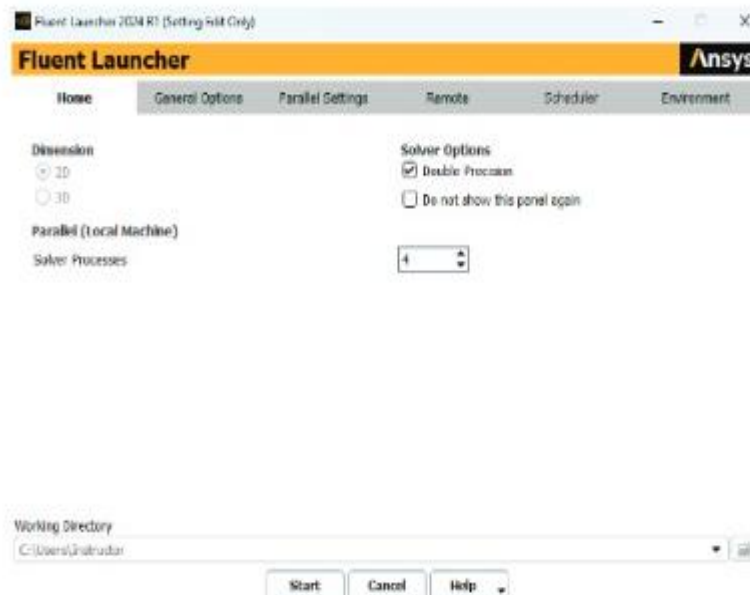 Fluent Launcher 2024 R1 (Setting Edit Only)
Fluent Launcher
Ansys
Home General Options Parallel Settings Remote Scheduler Environment
Dimension
2D
3D
Solver Options
Double Precision
Do not show this panel again
Parallel (Local Machine)
Solver Processes
4
Working Directory
C:\Users\Instructor
Start Cancel Help